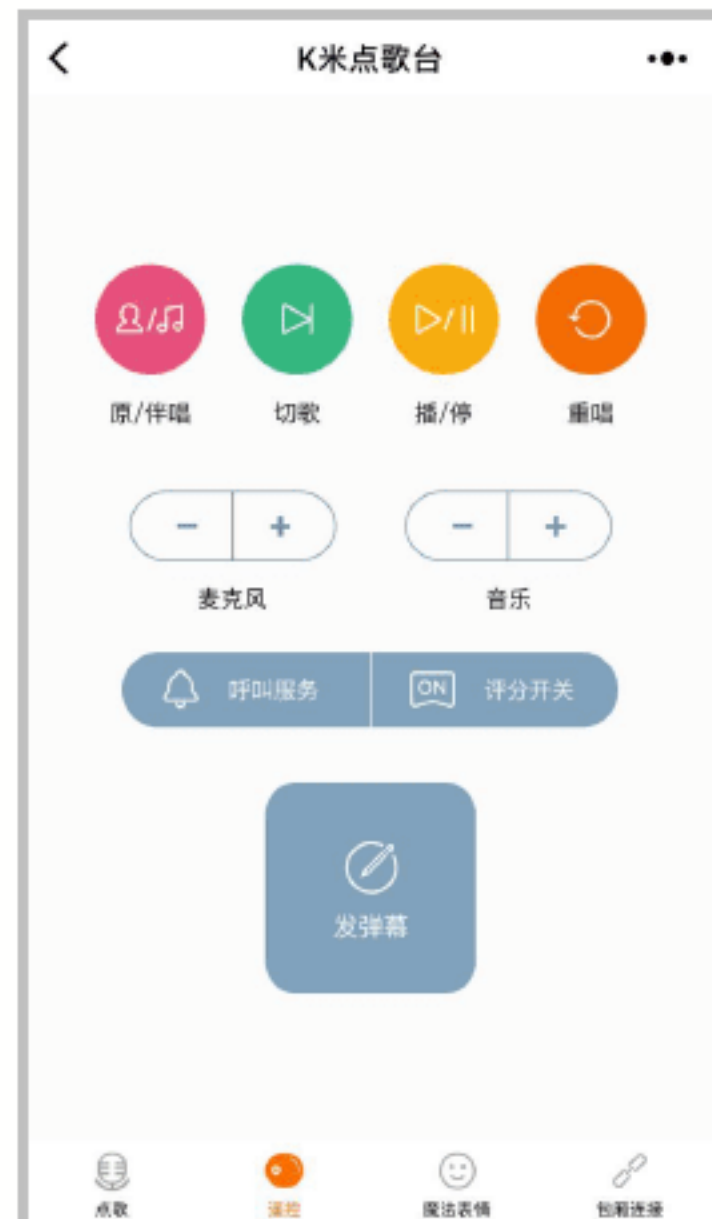 K米点歌台
原/伴唱 切歌 播/停 重唱
- + - +
麦克风 音乐
呼叫服务 ON 评分开关
发弹幕
点歌 遥控 魔法表情 包厢连接